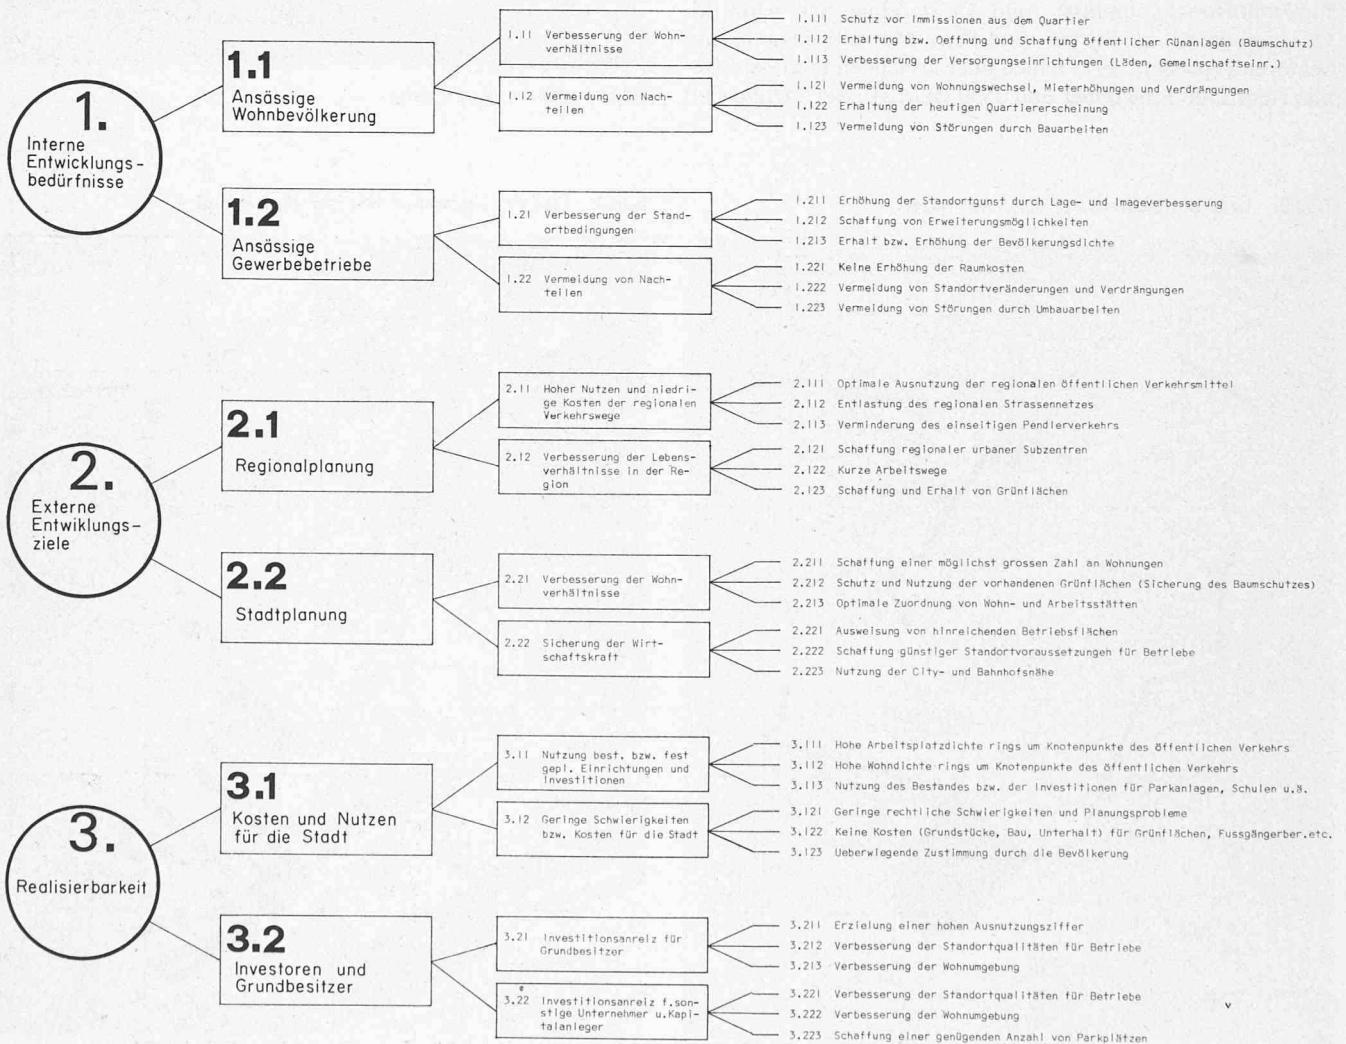 1.
Interne
Entwicklungs-
bedürfnisse
1.1
Ansässige
Wohnbevölkerung
1.11 Verbesserung der Wohn-
verhältnisse
1.111 Schutz vor Immissionen aus dem Quartier
1.112 Erhaltung bzw. Oeffnung und Schaffung öffentlicher Günanlagen (Baumschutz)
1.113 Verbesserung der Versorgungseinrichtungen (Läden, Gemeinschaftseinr.)
1.12 Vermeidung von Nach-
teilen
1.121 Vermeidung von Wohnungswechsel, Mieterhöhungen und Verdrängungen
1.122 Erhaltung der heutigen Quartiererscheinung
1.123 Vermeidung von Störungen durch Bauarbeiten
1.2
Ansässige
Gewerbebetriebe
1.21 Verbesserung der Stand-
ortbedingungen
1.211 Erhöhung der Standortgunst durch Lage- und Imageverbesserung
1.212 Schaffung von Erweiterungsmöglichkeiten
1.213 Erhalt bzw. Erhöhung der Bevölkerungsdichte
1.22 Vermeidung von Nach-
teilen
1.221 Keine Erhöhung der Raumkosten
1.222 Vermeidung von Standortveränderungen und Verdrängungen
1.223 Vermeidung von Störungen durch Umbauarbeiten
2.
Externe
Entwiklungs-
ziele
2.1
Regionalplanung
2.11 Hoher Nutzen und niedri-
ge Kosten der regionalen
Verkehrswege
2.111 Optimale Ausnutzung der regionalen öffentlichen Verkehrsmittel
2.112 Entlastung des regionalen Strassennetzes
2.113 Verminderung des einseitigen Pendlerverkehrs
2.12 Verbesserung der Lebens-
verhältnisse in der Re-
gion
2.121 Schaffung regionaler urbaner Subzentren
2.122 Kurze Arbeitswege
2.123 Schaffung und Erhalt von Grünflächen
2.2
Stadtplanung
2.21 Verbesserung der Wohn-
verhältnisse
2.211 Schaffung einer möglichst grossen Zahl an Wohnungen
2.212 Schutz und Nutzung der vorhandenen Grünflächen (Sicherung des Baumschutzes)
2.213 Optimale Zuordnung von Wohn- und Arbeitsstätten
2.22 Sicherung der Wirt-
schaftskraft
2.221 Ausweisung von hinreichenden Betriebsflächen
2.222 Schaffung günstiger Standortvoraussetzungen für Betriebe
2.223 Nutzung der City- und Bahnhofsnähe
3.
Realisierbarkeit
3.1
Kosten und Nutzen
für die Stadt
3.11 Nutzung best. bzw. fest
gepl. Einrichtungen und
Investitionen
3.111 Hohe Arbeitsplatzdichte rings um Knotenpunkte des öffentlichen Verkehrs
3.112 Hohe Wohndichte rings um Knotenpunkte des öffentlichen Verkehrs
3.113 Nutzung des Bestandes bzw. der Investitionen für Parkanlagen, Schulen u.ä.
3.12 Geringe Schwierigkeiten
bzw. Kosten für die Stadt
3.121 Geringe rechtliche Schwierigkeiten und Planungsprobleme
3.122 Keine Kosten (Grundstücke, Bau, Unterhalt) für Grünflächen, Fussgängerber.etc.
3.123 Ueberwiegende Zustimmung durch die Bevölkerung
3.2
Investoren und
Grundbesitzer
3.21 Investitionsanreiz für
Grundbesitzer
3.211 Erzielung einer hohen Ausnutzungsziffer
3.212 Verbesserung der Standortqualitäten für Betriebe
3.213 Verbesserung der Wohnumgebung
3.22 Investitionsanreiz f.son-
stige Unternehmer u.Kapi-
talanleger
3.221 Verbesserung der Standortqualitäten für Betriebe
3.222 Verbesserung der Wohnumgebung
3.223 Schaffung einer genügenden Anzahl von Parkplätzen